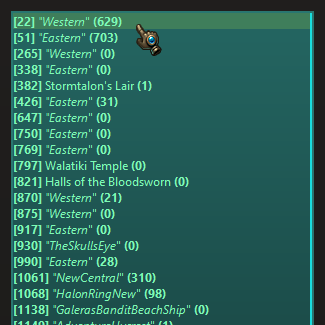 [22] "Western" (629)
[51] "Eastern" (703)
[265] "Western" (0)
[338] "Eastern" (0)
[382] Stormtalon's Lair (1)
[426] "Eastern" (31)
[647] "Eastern" (0)
[750] "Eastern" (0)
[769] "Eastern" (0)
[797] Walatiki Temple (0)
[821] Halls of the Bloodsworn (0)
[870] "Western" (21)
[875] "Western" (0)
[917] "Eastern" (0)
[930] "TheSkullsEye" (0)
[990] "Eastern" (28)
[1061] "NewCentral" (310)
[1068] "HalonRingNew" (98)
[1138] "GalerasBanditBeachShip" (0)